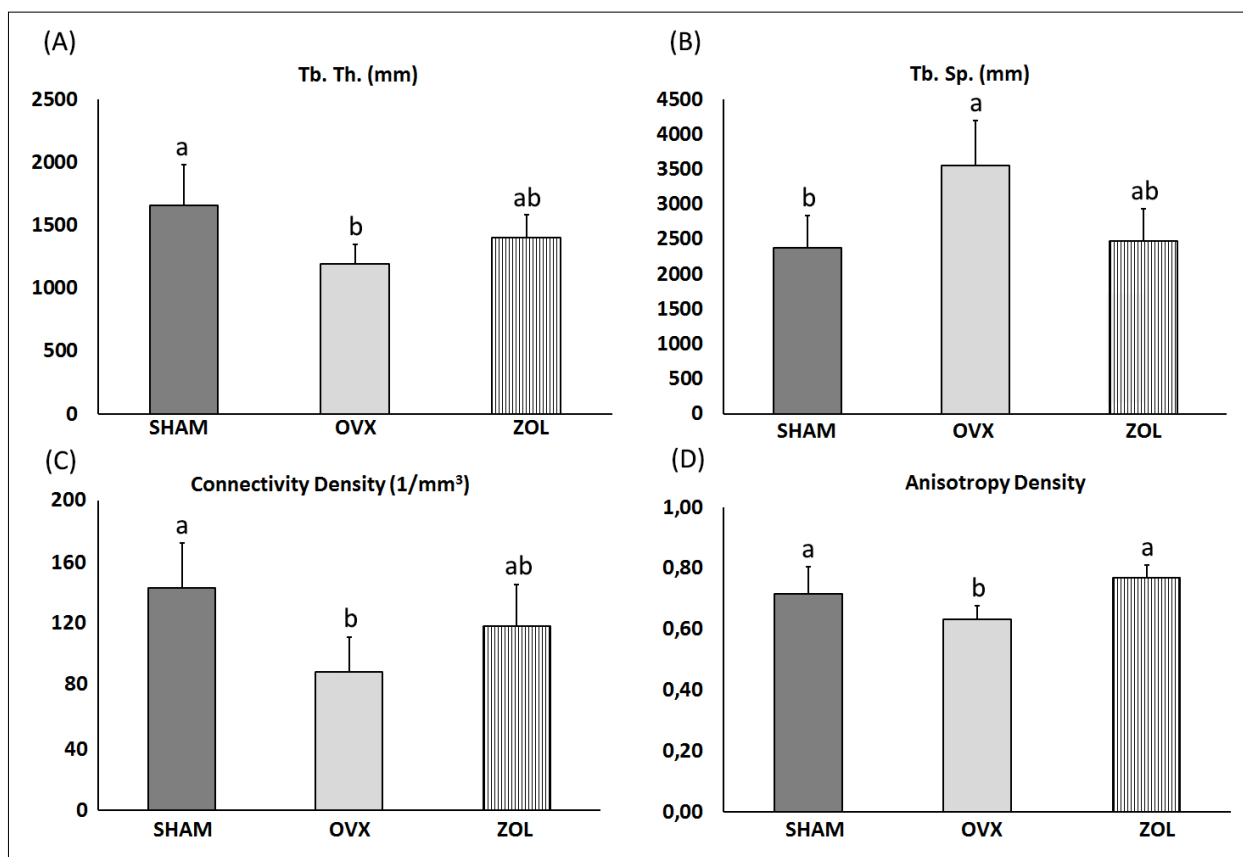 (A)
Tb. Th. (mm)
2500
2000
1500
1000
500
0
a
b
ab
SHAM OVX ZOL
(B)
Tb. Sp. (mm)
4500
4000
3500
3000
2500
2000
1500
1000
500
0
b
a
ab
SHAM OVX ZOL
(C)
Connectivity Density (1/mm³)
200
160
120
80
40
0
a
b
ab
SHAM OVX ZOL
(D)
Anisotropy Density
1,00
0,80
0,60
0,40
0,20
0,00
a
b
a
SHAM OVX ZOL